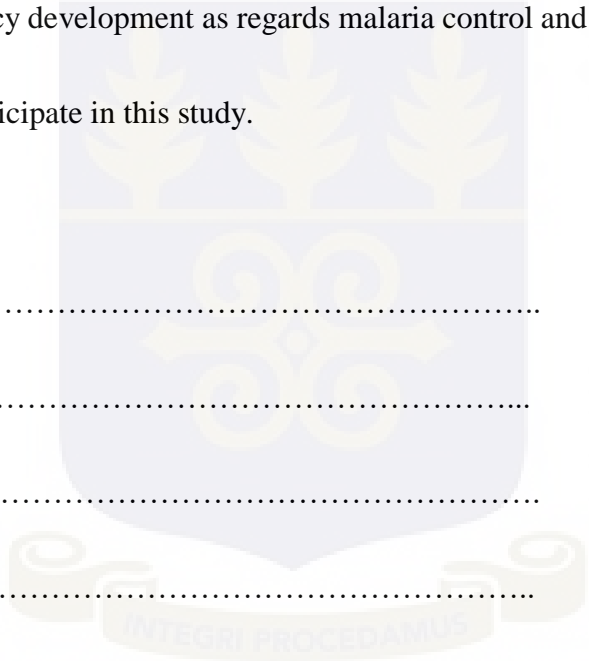 cy development as regards malaria control and
icipate in this study.
…………………………………………………..
…………………………………………………...
………………………………………………….
…………………………………………………..
INTEGRI PROCEDAMUS